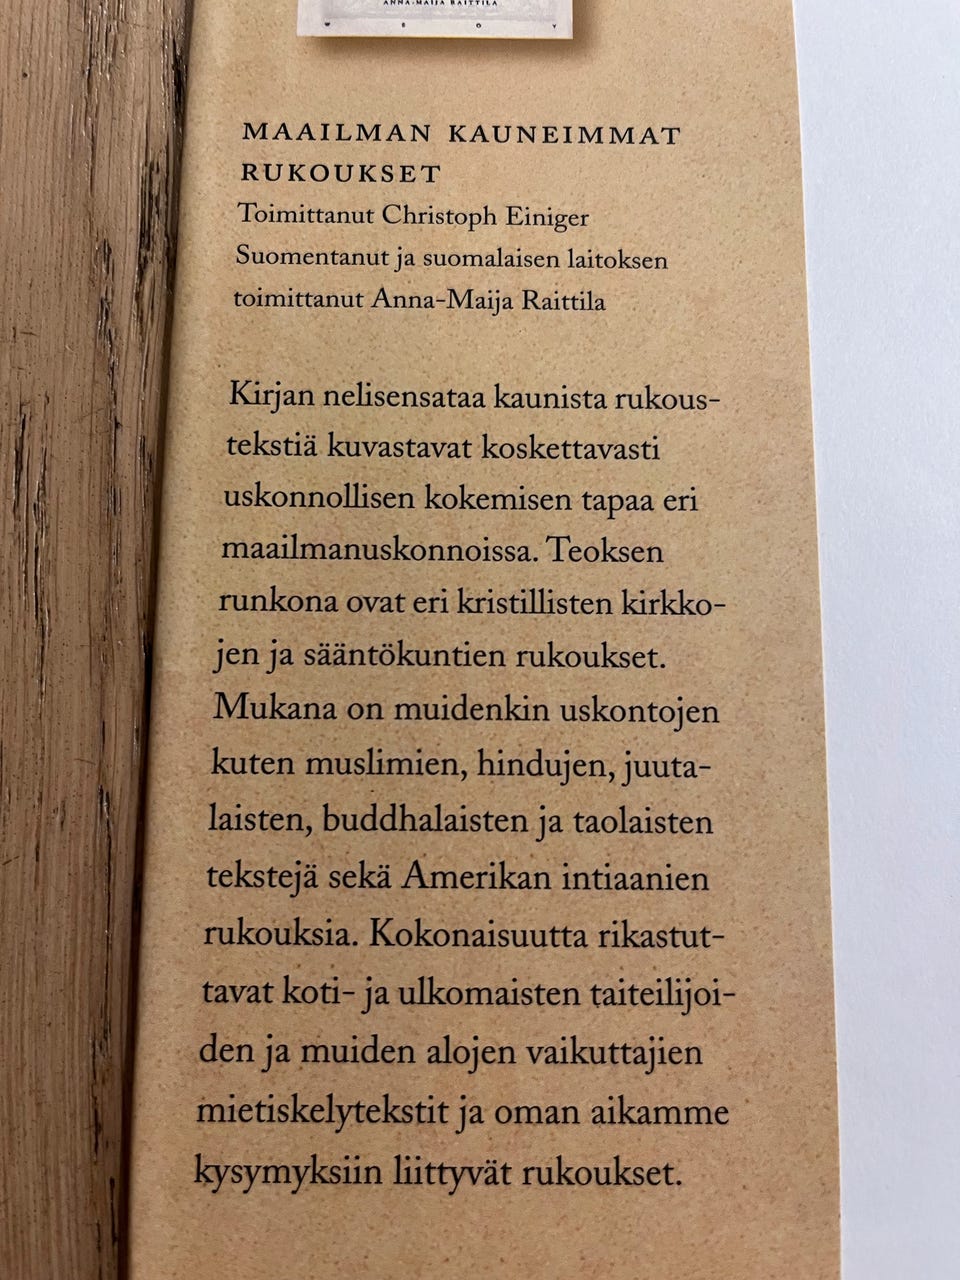 ANNA-MAIJA RAITTILA
W S O Y
MAAILMAN KAUNEIMMAT
RUKOUKSET
Toimittanut Christoph Einiger
Suomentanut ja suomalaisen laitoksen
toimittanut Anna-Maija Raittila
Kirjan nelisensataa kaunista rukous-
tekstiä kuvastavat koskettavasti
uskonnollisen kokemisen tapaa eri
maailmanuskonnoissa. Teoksen
runkona ovat eri kristillisten kirkko-
jen ja sääntökuntien rukoukset.
Mukana on muidenkin uskontojen
kuten muslimien, hindujen, juuta-
laisten, buddhalaisten ja taolaisten
tekstejä sekä Amerikan intiaanien
rukouksia. Kokonaisuutta rikastut-
tavat koti- ja ulkomaisten taiteilijoi-
den ja muiden alojen vaikuttajien
mietiskelytekstit ja oman aikamme
kysymyksiin liittyvät rukoukset.